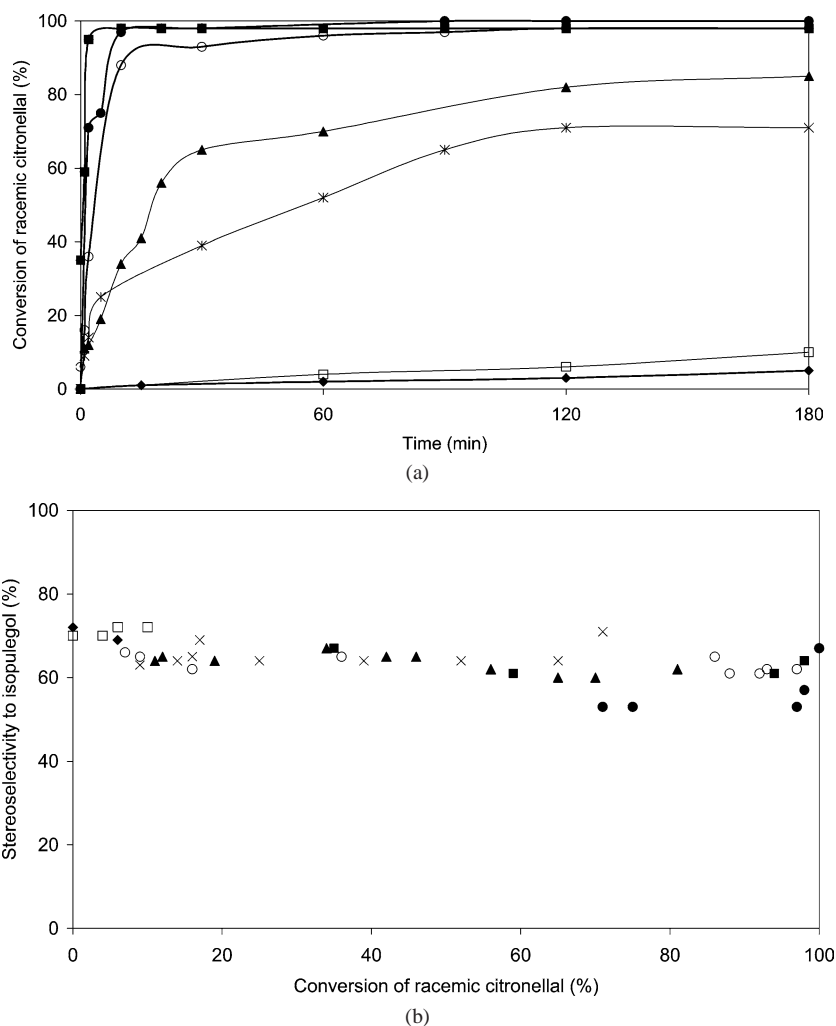 100
80
60
40
20
0
Conversion of racemic citronellal (%)
0 60 120 180
Time (min)
(a)
100
80
60
40
20
0
Stereoselectivity to isopulegol (%)
0 20 40 60 80 100
Conversion of racemic citronellal (%)
(b)